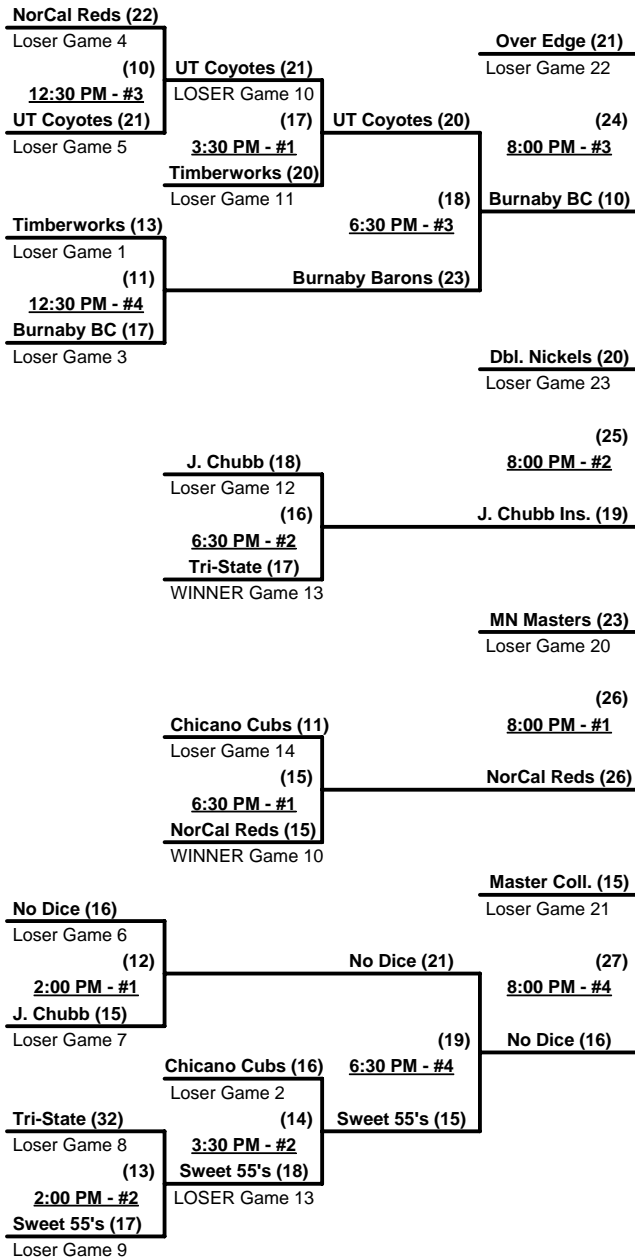 NorCal Reds (22)
Loser Game 4
(10)
12:30 PM - #3
UT Coyotes (21)
Loser Game 5
UT Coyotes (21)
LOSER Game 10
(17)
3:30 PM - #1
Timberworks (20)
Loser Game 11
Timberworks (13)
Loser Game 1
(11)
12:30 PM - #4
Burnaby BC (17)
Loser Game 3
UT Coyotes (20)
(18)
6:30 PM - #3
Burnaby Barons (23)
Over Edge (21)
Loser Game 22
(24)
8:00 PM - #3
Burnaby BC (10)
Dbl. Nickels (20)
Loser Game 23
(25)
8:00 PM - #2
J. Chubb (18)
Loser Game 12
(16)
6:30 PM - #2
Tri-State (17)
WINNER Game 13
J. Chubb Ins. (19)
MN Masters (23)
Loser Game 20
(26)
8:00 PM - #1
Chicano Cubs (11)
Loser Game 14
(15)
6:30 PM - #1
NorCal Reds (15)
WINNER Game 10
NorCal Reds (26)
Master Coll. (15)
Loser Game 21
(27)
8:00 PM - #4
No Dice (16)
No Dice (16)
Loser Game 6
(12)
2:00 PM - #1
J. Chubb (15)
Loser Game 7
No Dice (21)
(19)
6:30 PM - #4
Sweet 55's (15)
Chicano Cubs (16)
Loser Game 2
(14)
3:30 PM - #2
Sweet 55's (18)
LOSER Game 13
Tri-State (32)
Loser Game 8
(13)
2:00 PM - #2
Sweet 55's (17)
Loser Game 9